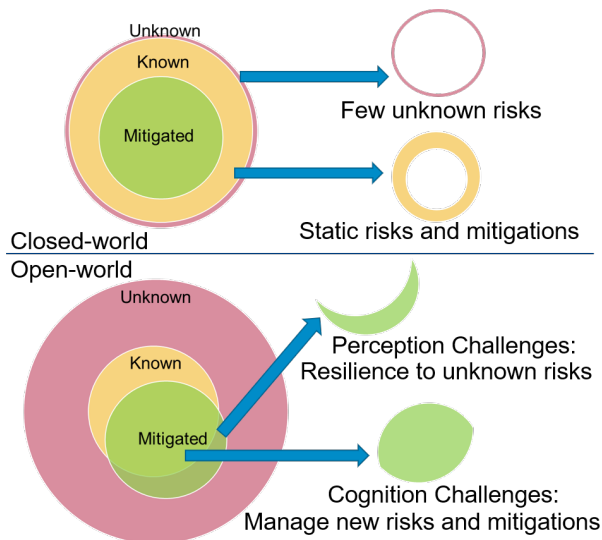 Unknown
Known
Mitigated
Few unknown risks
Static risks and mitigations
Closed-world
Open-world
Unknown
Known
Mitigated
Perception Challenges:
Resilience to unknown risks
Cognition Challenges:
Manage new risks and mitigations